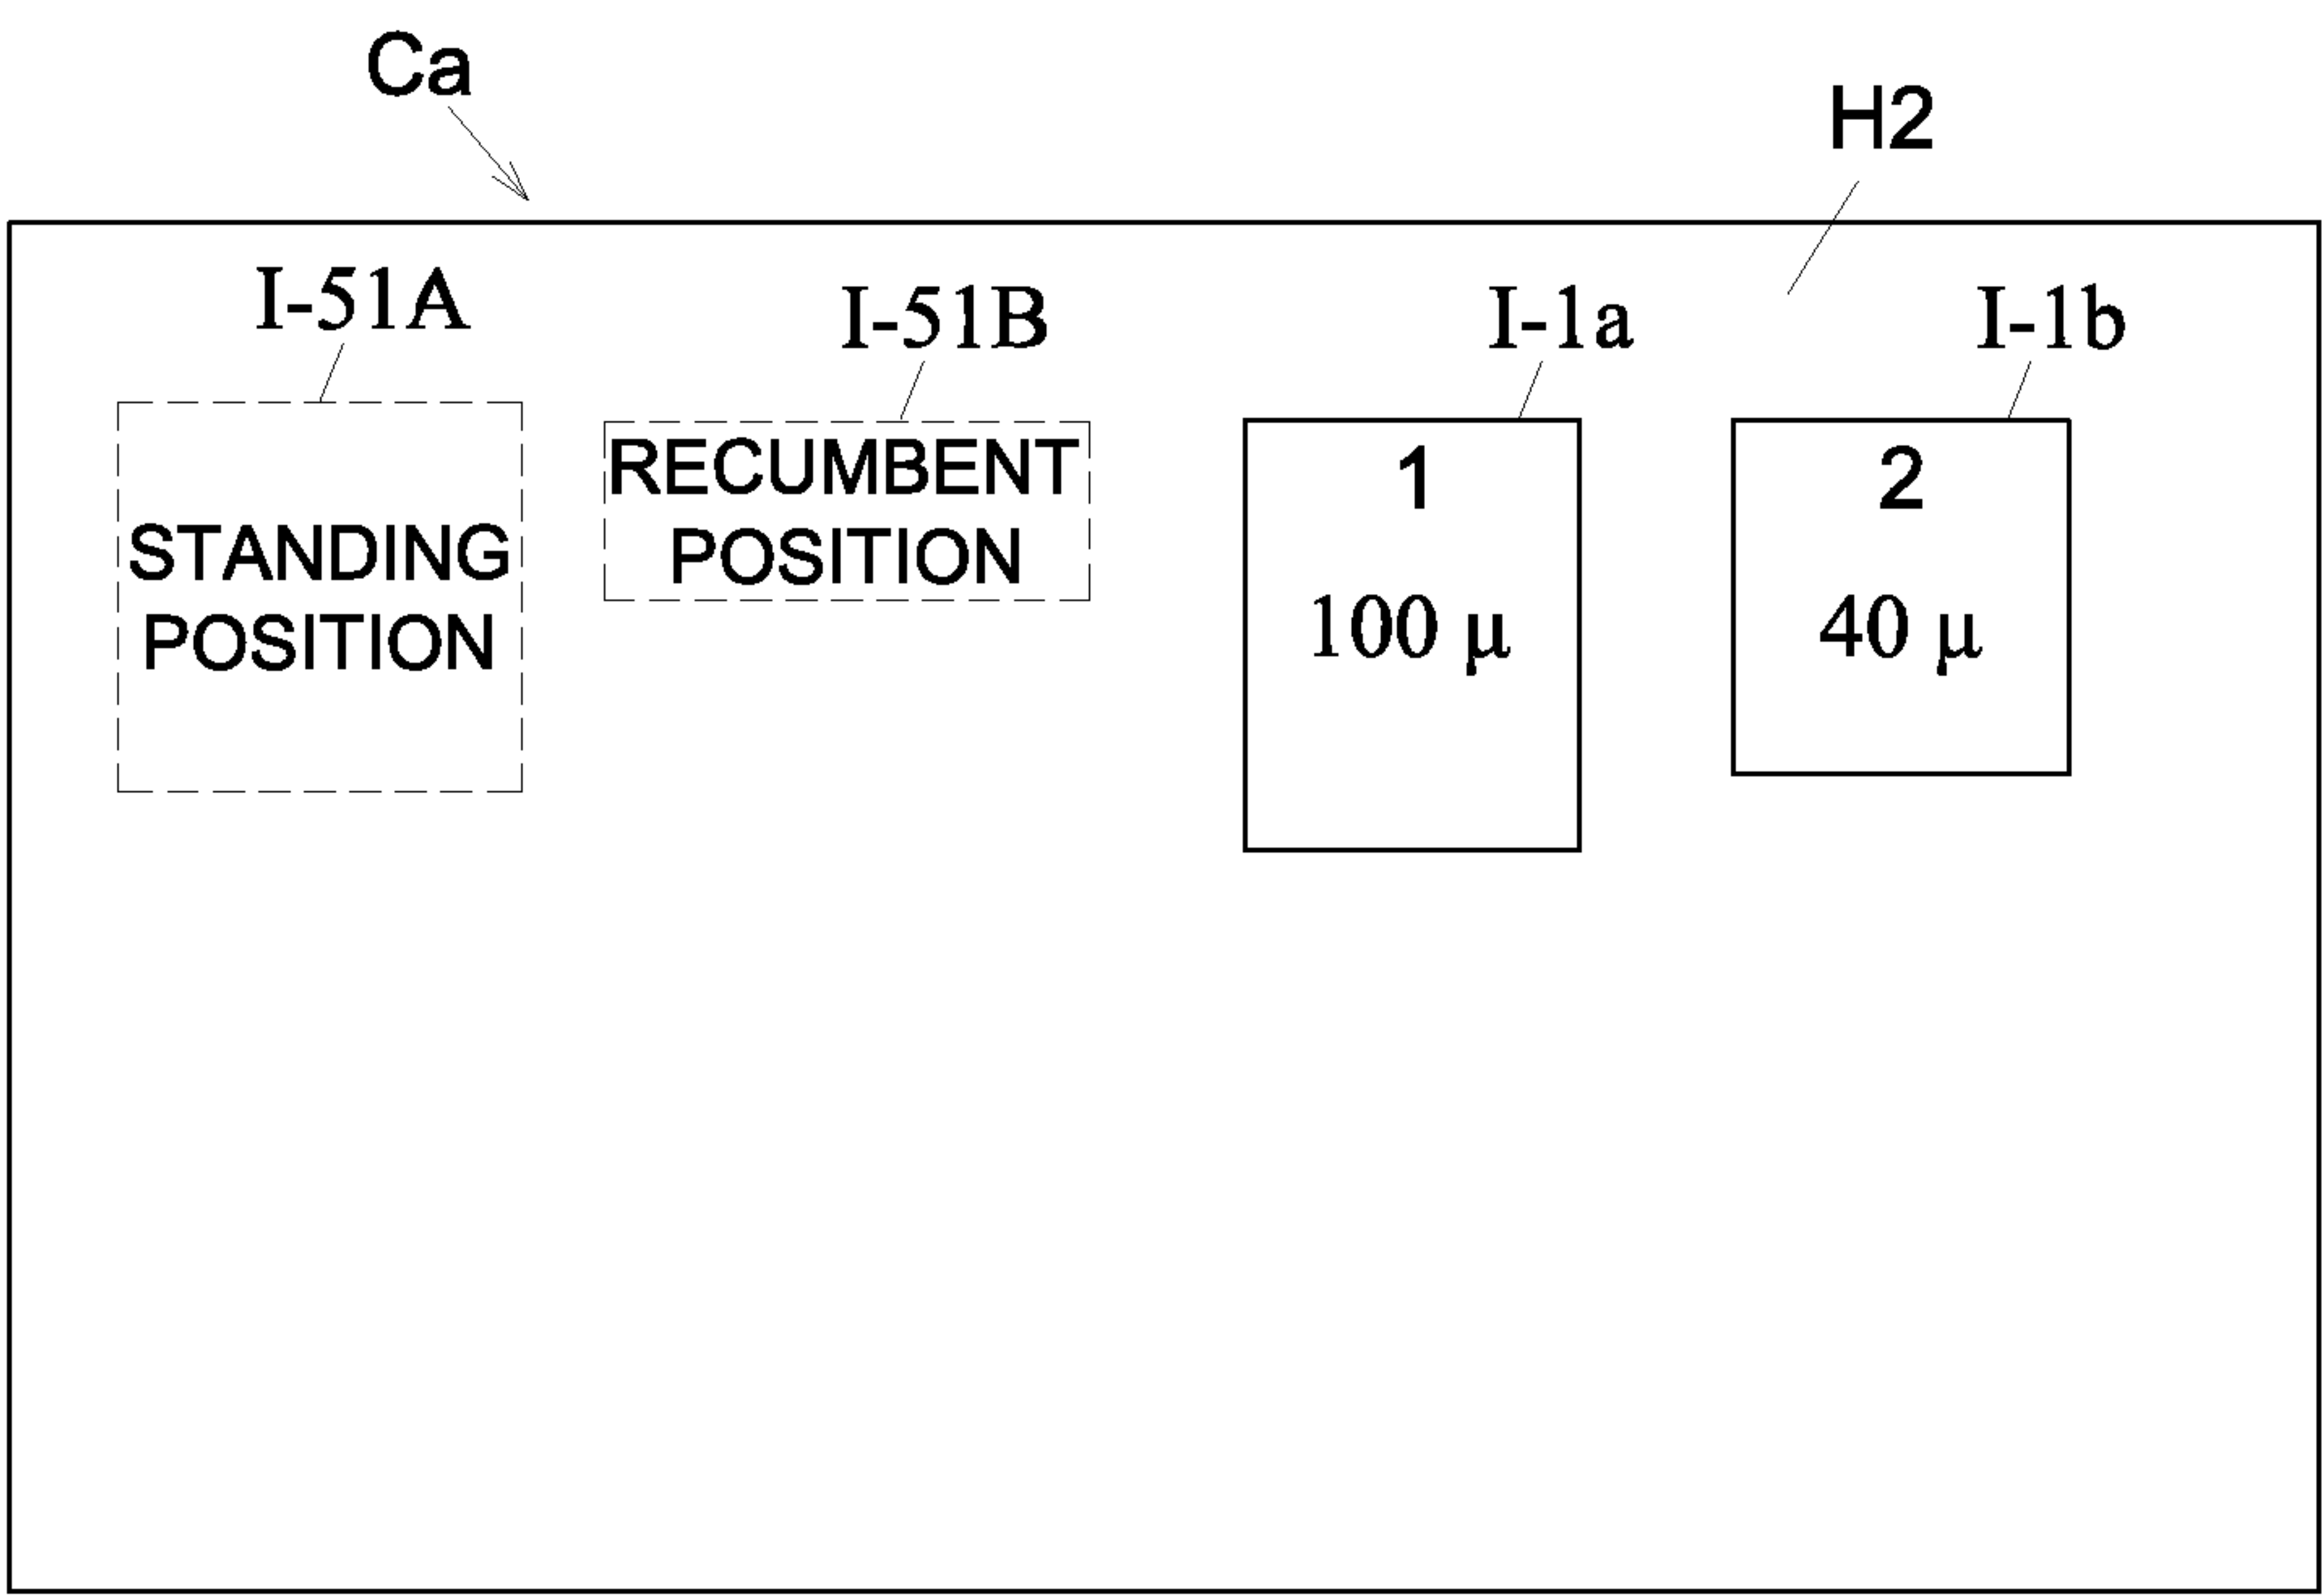 Ca
H2
I-51A
I-51B
I-1a
I-1b
STANDING
POSITION
RECUMBENT
POSITION
1
100 μ
2
40 μ